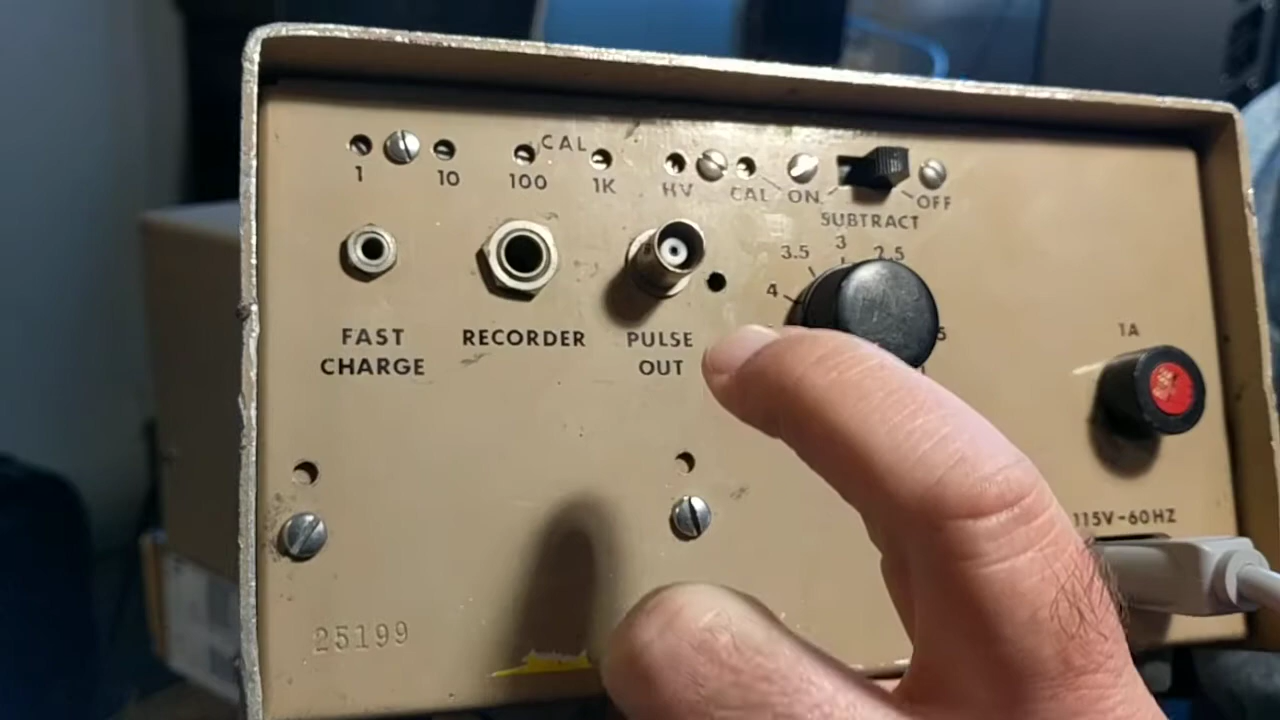 CAL
1 10 100 1K HV CAL ON OFF
SUBTRACT
3.5 3 2.5
4
5
1A
FAST CHARGE
RECORDER
PULSE OUT
115V-60HZ
25199